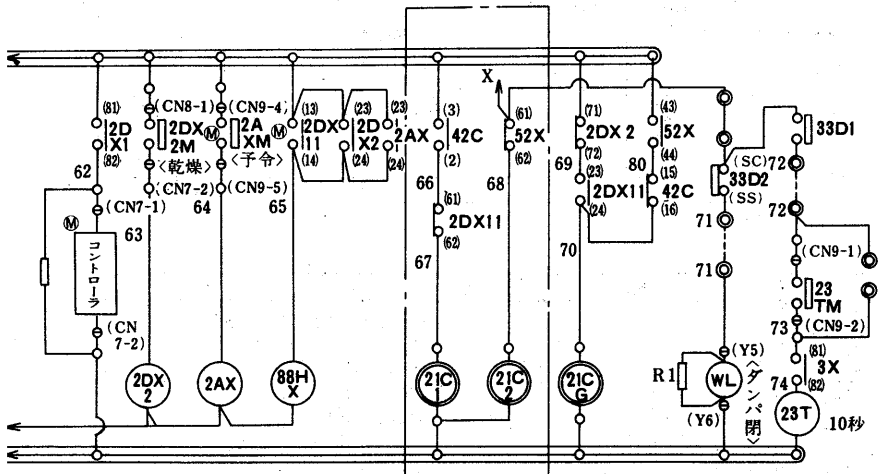 X
(81)
2D
X1
(82)
62
(CN7-1)
M
コントローラ
(CN
7-2)
(CN8-1)
2DX
2M
M
〈乾燥〉
(CN7-2)
63
(CN9-4)
2A
XM
M
〈予令〉
(CN9-5)
64
(13)
2DX
11
(14)
65
(23)
2D
X2
(24)
(23)
2AX
(24)
(3)
42C
(2)
66
(61)
2DX11
(62)
67
(61)
52X
(62)
68
(71)
2DX2
(72)
69
(23)
2DX11
(24)
70
(43)
52X
(44)
80
(15)
42C
(16)
(SC)
33D2
(SS)
71
71
33D1
72
72
(CN9-1)
23
TM
73
(CN9-2)
(81)
3X
(82)
74
2DX
2
2AX
88H
X
21C
1
21C
2
21C
G
R1
(Y5)
WL
(Y6)
〈ダンパ閉〉
23T
10秒